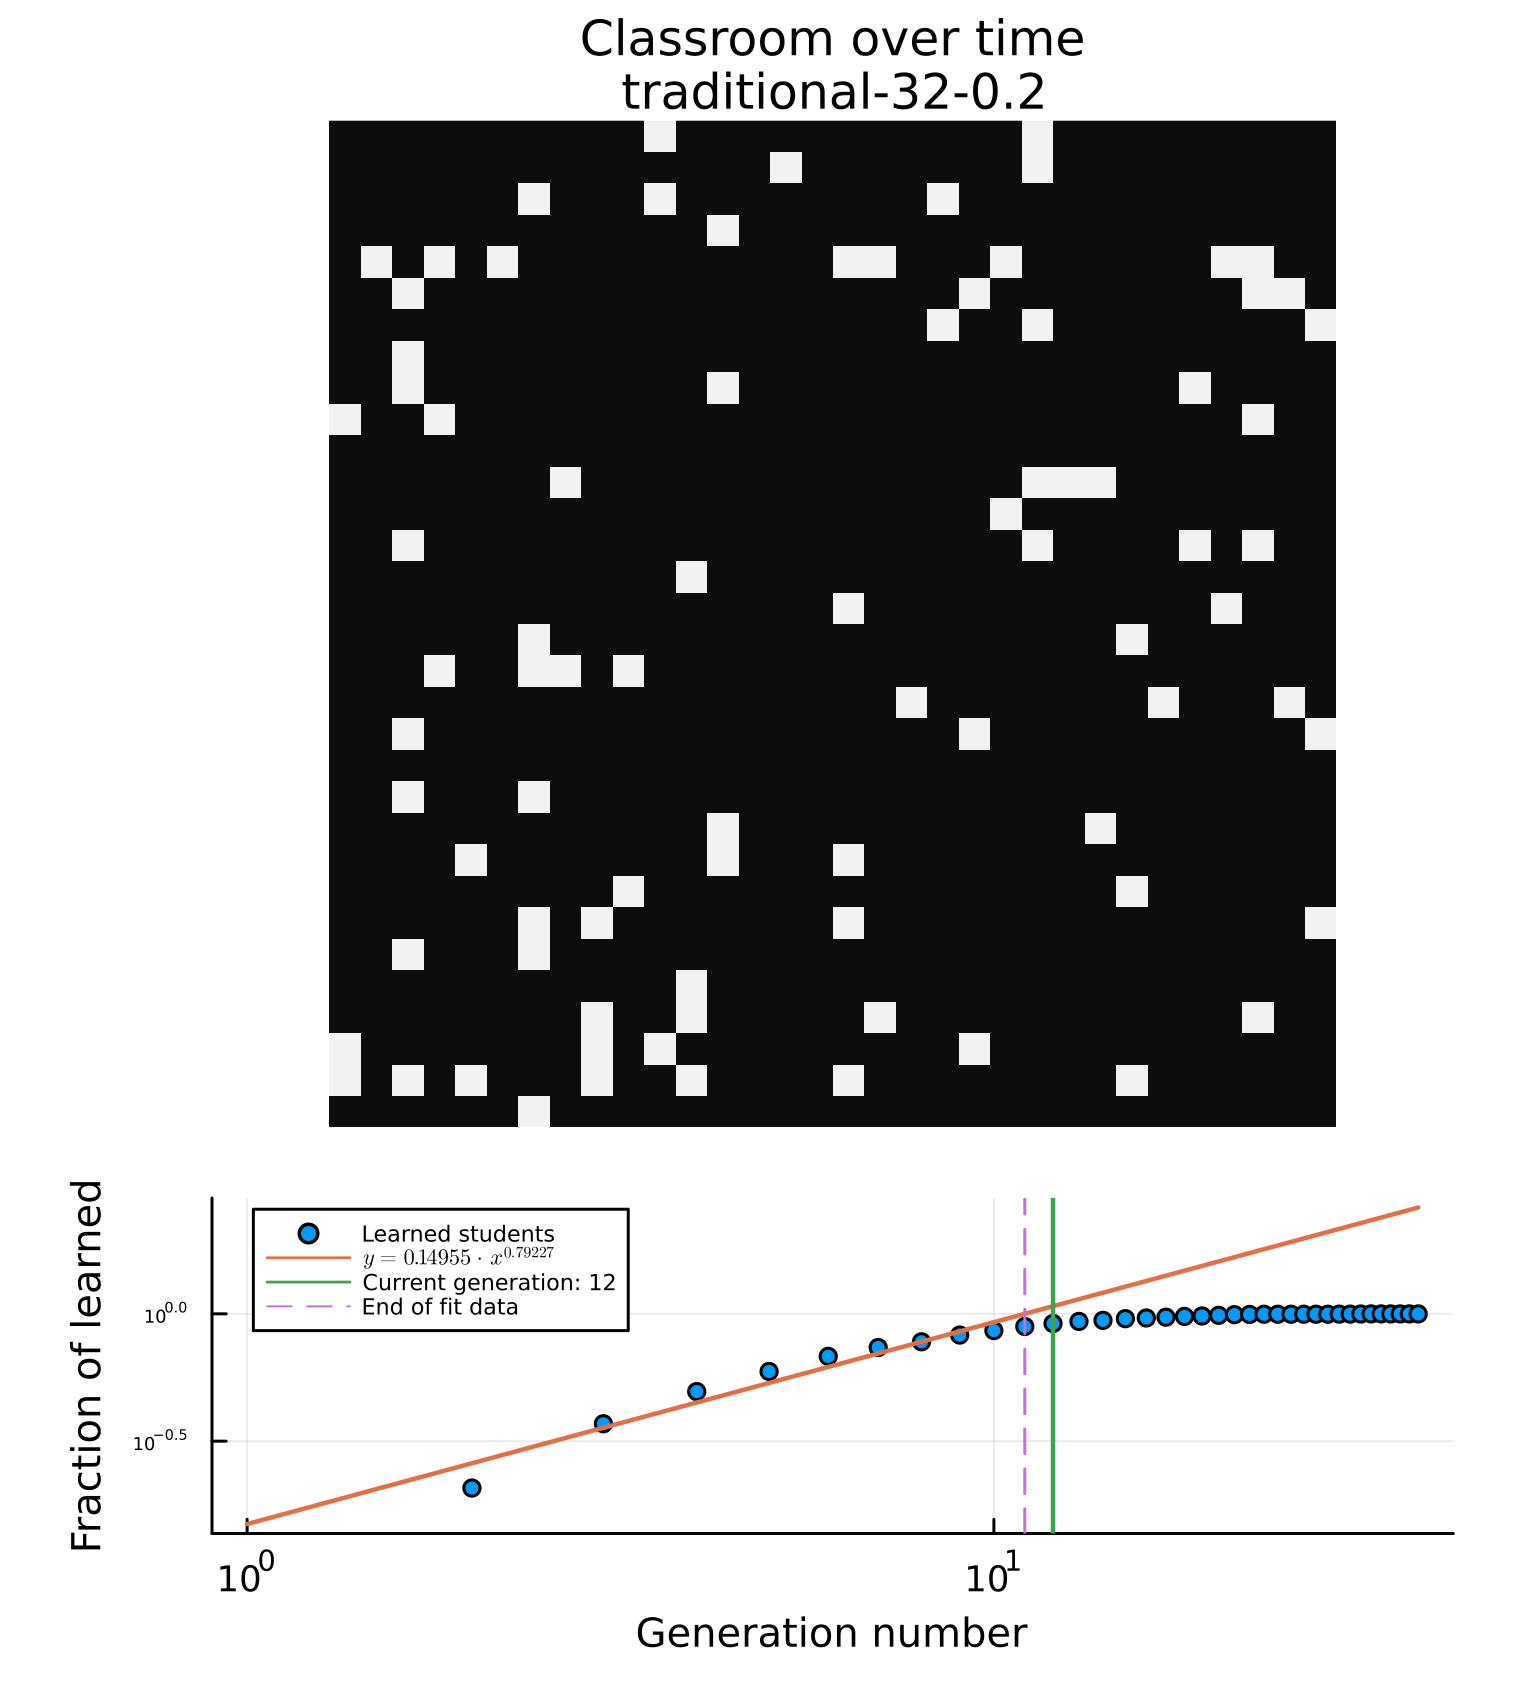 Classroom over time
traditional-32-0.2
Fraction of learned
Learned students
y = 0.14955 · x^0.79227
Current generation: 12
End of fit data
10^0.0
10^−0.5
10^0
10^1
Generation number